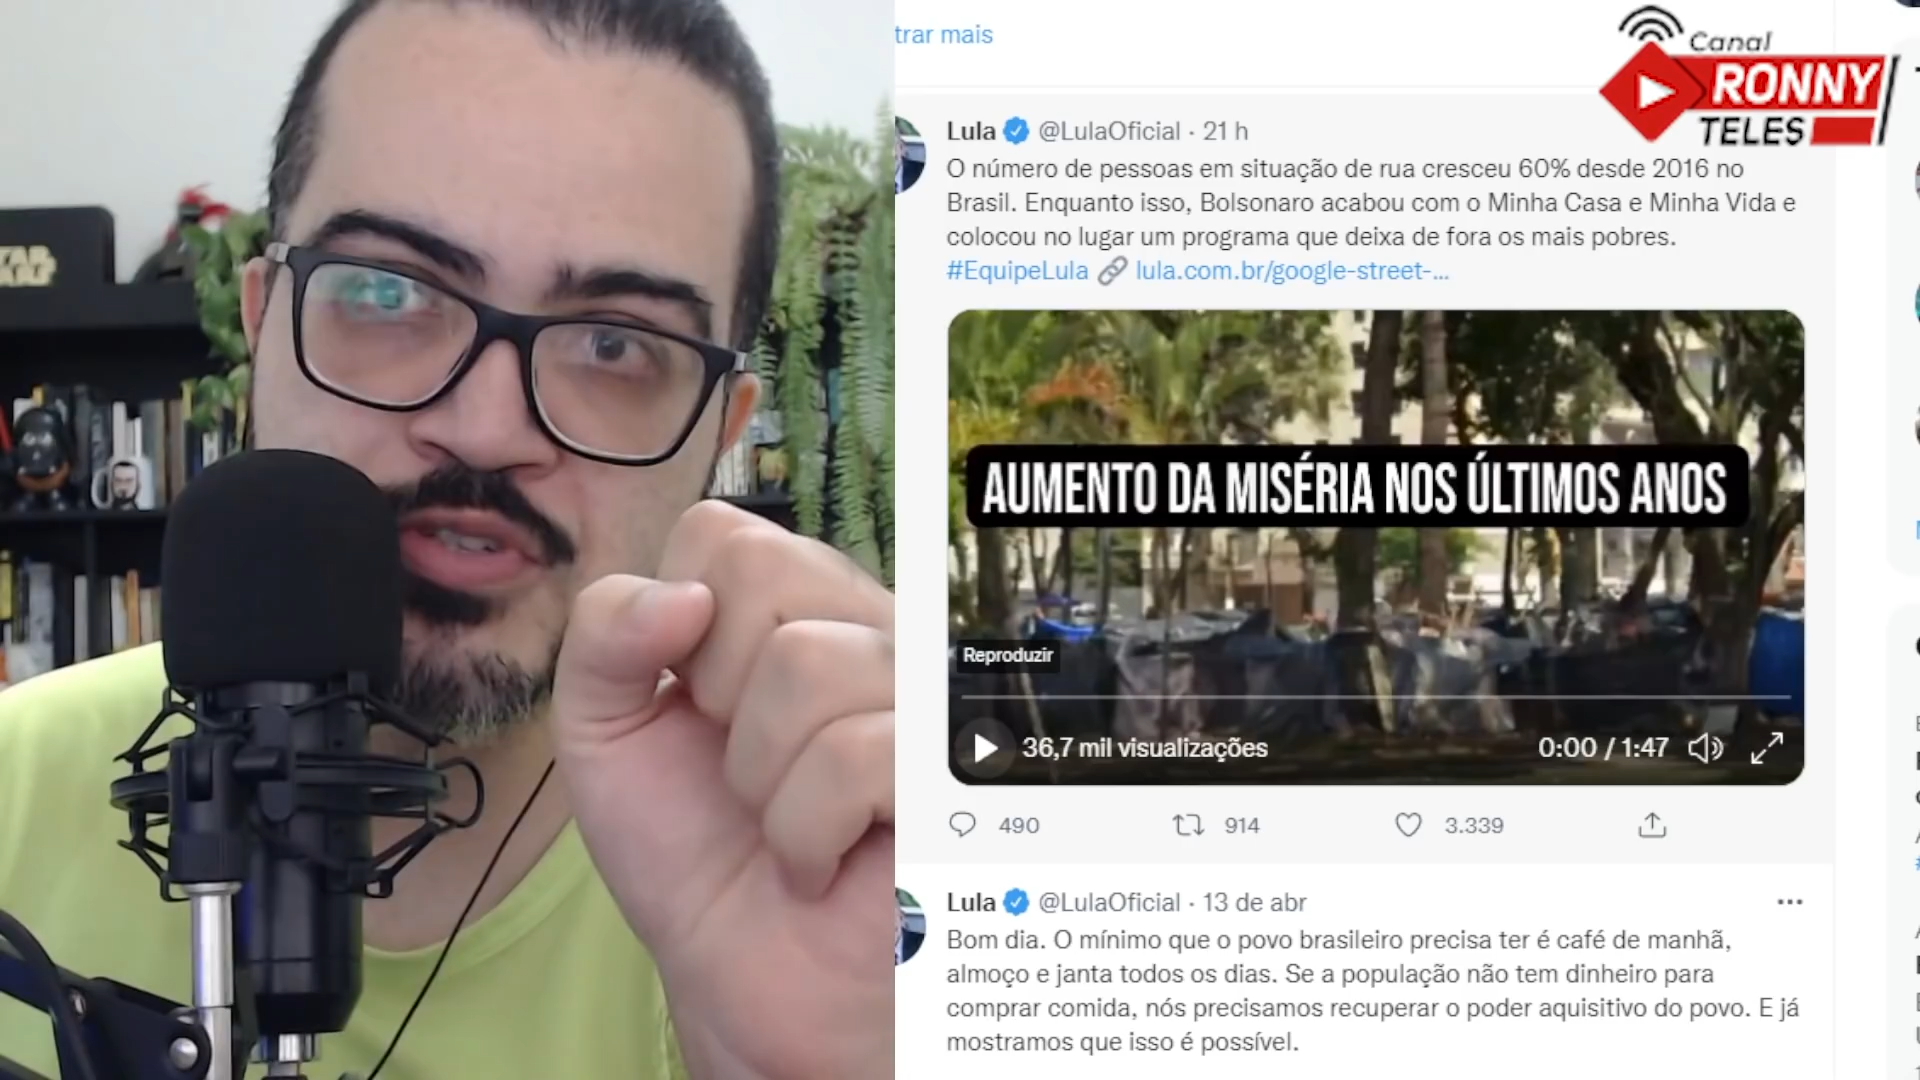 trar mais
Canal
RONNY
TELES
Lula @LulaOficial · 21 h
O número de pessoas em situação de rua cresceu 60% desde 2016 no
Brasil. Enquanto isso, Bolsonaro acabou com o Minha Casa e Minha Vida e
colocou no lugar um programa que deixa de fora os mais pobres.
#EquipeLula lula.com.br/google-street-...
AUMENTO DA MISÉRIA NOS ÚLTIMOS ANOS
Reproduzir
36,7 mil visualizações 0:00 / 1:47
490 914 3.339
Lula @LulaOficial · 13 de abr
Bom dia. O mínimo que o povo brasileiro precisa ter é café de manhã,
almoço e janta todos os dias. Se a população não tem dinheiro para
comprar comida, nós precisamos recuperar o poder aquisitivo do povo. E já
mostramos que isso é possível.
STAR
WARS